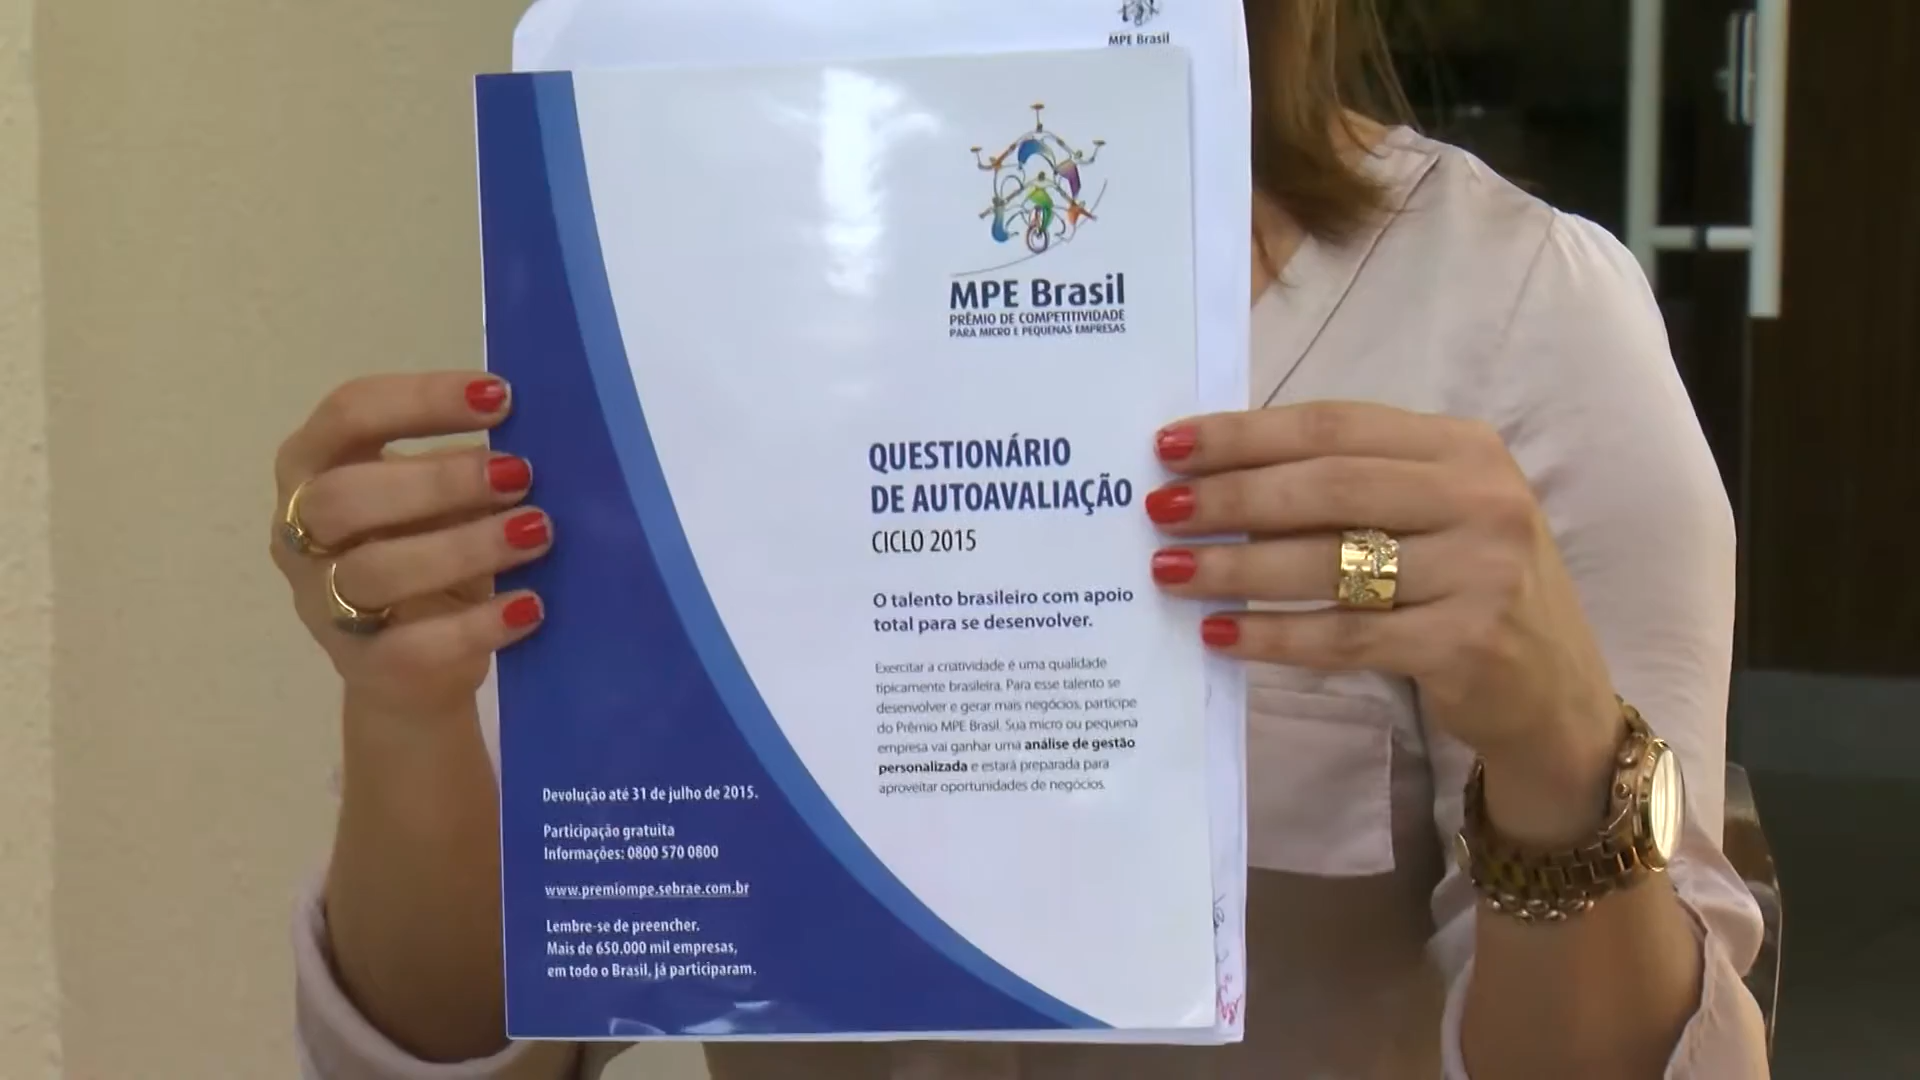 MPE Brasil
MPE Brasil
PRÊMIO DE COMPETITIVIDADE
PARA MICRO E PEQUENAS EMPRESAS
QUESTIONÁRIO
DE AUTOAVALIAÇÃO
CICLO 2015
O talento brasileiro com apoio
total para se desenvolver.
Exercitar a criatividade é uma qualidade
tipicamente brasileira. Para esse talento se
desenvolver e gerar mais negócios, participe
do Prêmio MPE Brasil. Sua micro ou pequena
empresa vai ganhar uma análise de gestão
personalizada e estará preparada para
aproveitar oportunidades de negócios.
Devolução até 31 de julho de 2015.
Participação gratuita
Informações: 0800 570 0800
www.premiompe.sebrae.com.br
Lembre-se de preencher.
Mais de 650.000 mil empresas,
em todo o Brasil, já participaram.